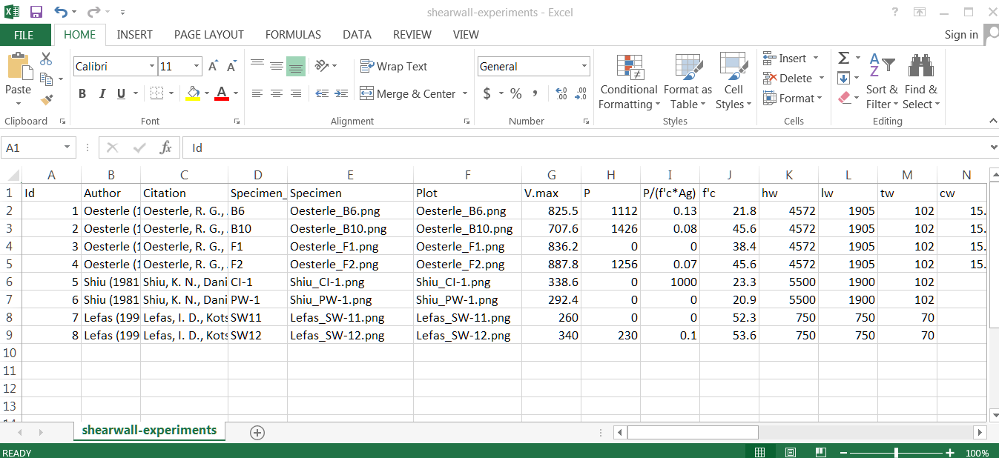 shearwall-experiments - Excel
FILE HOME INSERT PAGE LAYOUT FORMULAS DATA REVIEW VIEW Sign in
Calibri 11 Wrap Text General Insert
Paste B I U A Merge & Center $ % , Conditional Formatting Format as Table Cell Styles Delete Format Sort & Filter Find & Select
Clipboard Font Alignment Number Styles Cells Editing
A1 fx Id
A B C D E F G H I J K L M N
1 Id Author Citation Specimen_ Specimen Plot V.max P P/(f'c*Ag) f'c hw lw tw cw
2 1 Oesterle (1 Oesterle, R. G., B6 Oesterle_B6.png Oesterle_B6.png 825.5 1112 0.13 21.8 4572 1905 102 15.
3 2 Oesterle (1 Oesterle, R. G., B10 Oesterle_B10.png Oesterle_B10.png 707.6 1426 0.08 45.6 4572 1905 102 15.
4 3 Oesterle (1 Oesterle, R. G., F1 Oesterle_F1.png Oesterle_F1.png 836.2 0 0 38.4 4572 1905 102 15.
5 4 Oesterle (1 Oesterle, R. G., F2 Oesterle_F2.png Oesterle_F2.png 887.8 1256 0.07 45.6 4572 1905 102 15.
6 5 Shiu (1981 Shiu, K. N., Dani CI-1 Shiu_CI-1.png Shiu_CI-1.png 338.6 0 1000 23.3 5500 1900 102
7 6 Shiu (1981 Shiu, K. N., Dani PW-1 Shiu_PW-1.png Shiu_PW-1.png 292.4 0 0 20.9 5500 1900 102
8 7 Lefas (199 Lefas, I. D., Kots SW11 Lefas_SW-11.png Lefas_SW-11.png 260 0 0 52.3 750 750 70
9 8 Lefas (199 Lefas, I. D., Kots SW12 Lefas_SW-12.png Lefas_SW-12.png 340 230 0.1 53.6 750 750 70
10
11
12
13
shearwall-experiments
READY 100%